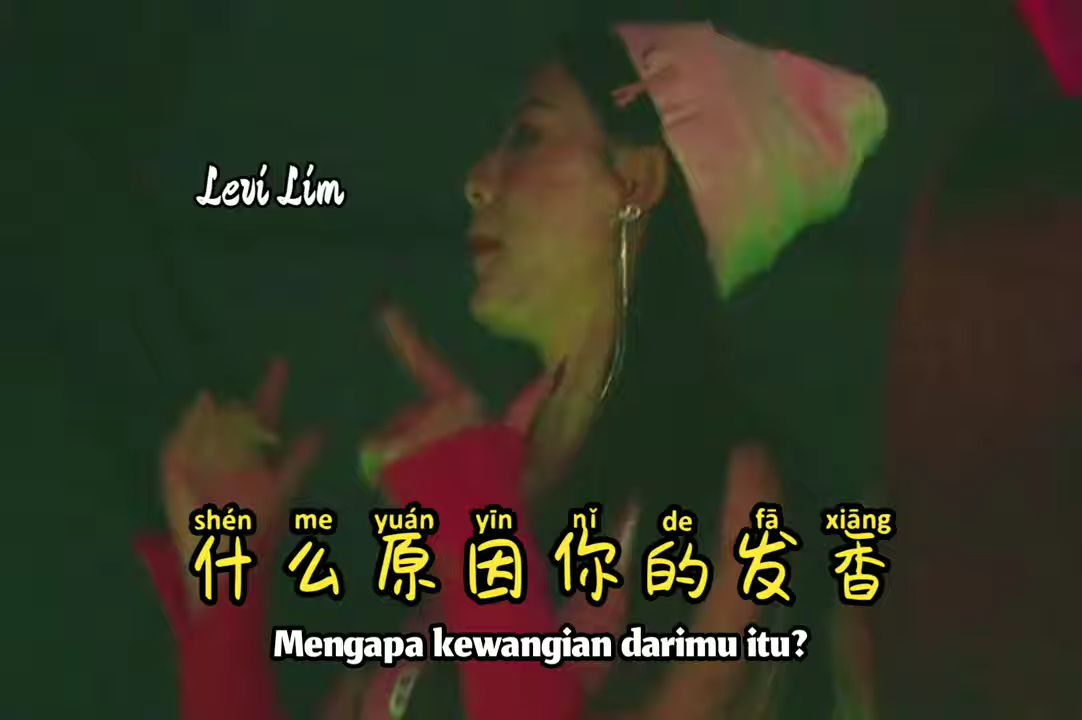 Levi Lim
shén me yuán yīn nǐ de fā xiāng
什么原因你的发香
Mengapa kewangian darimu itu?